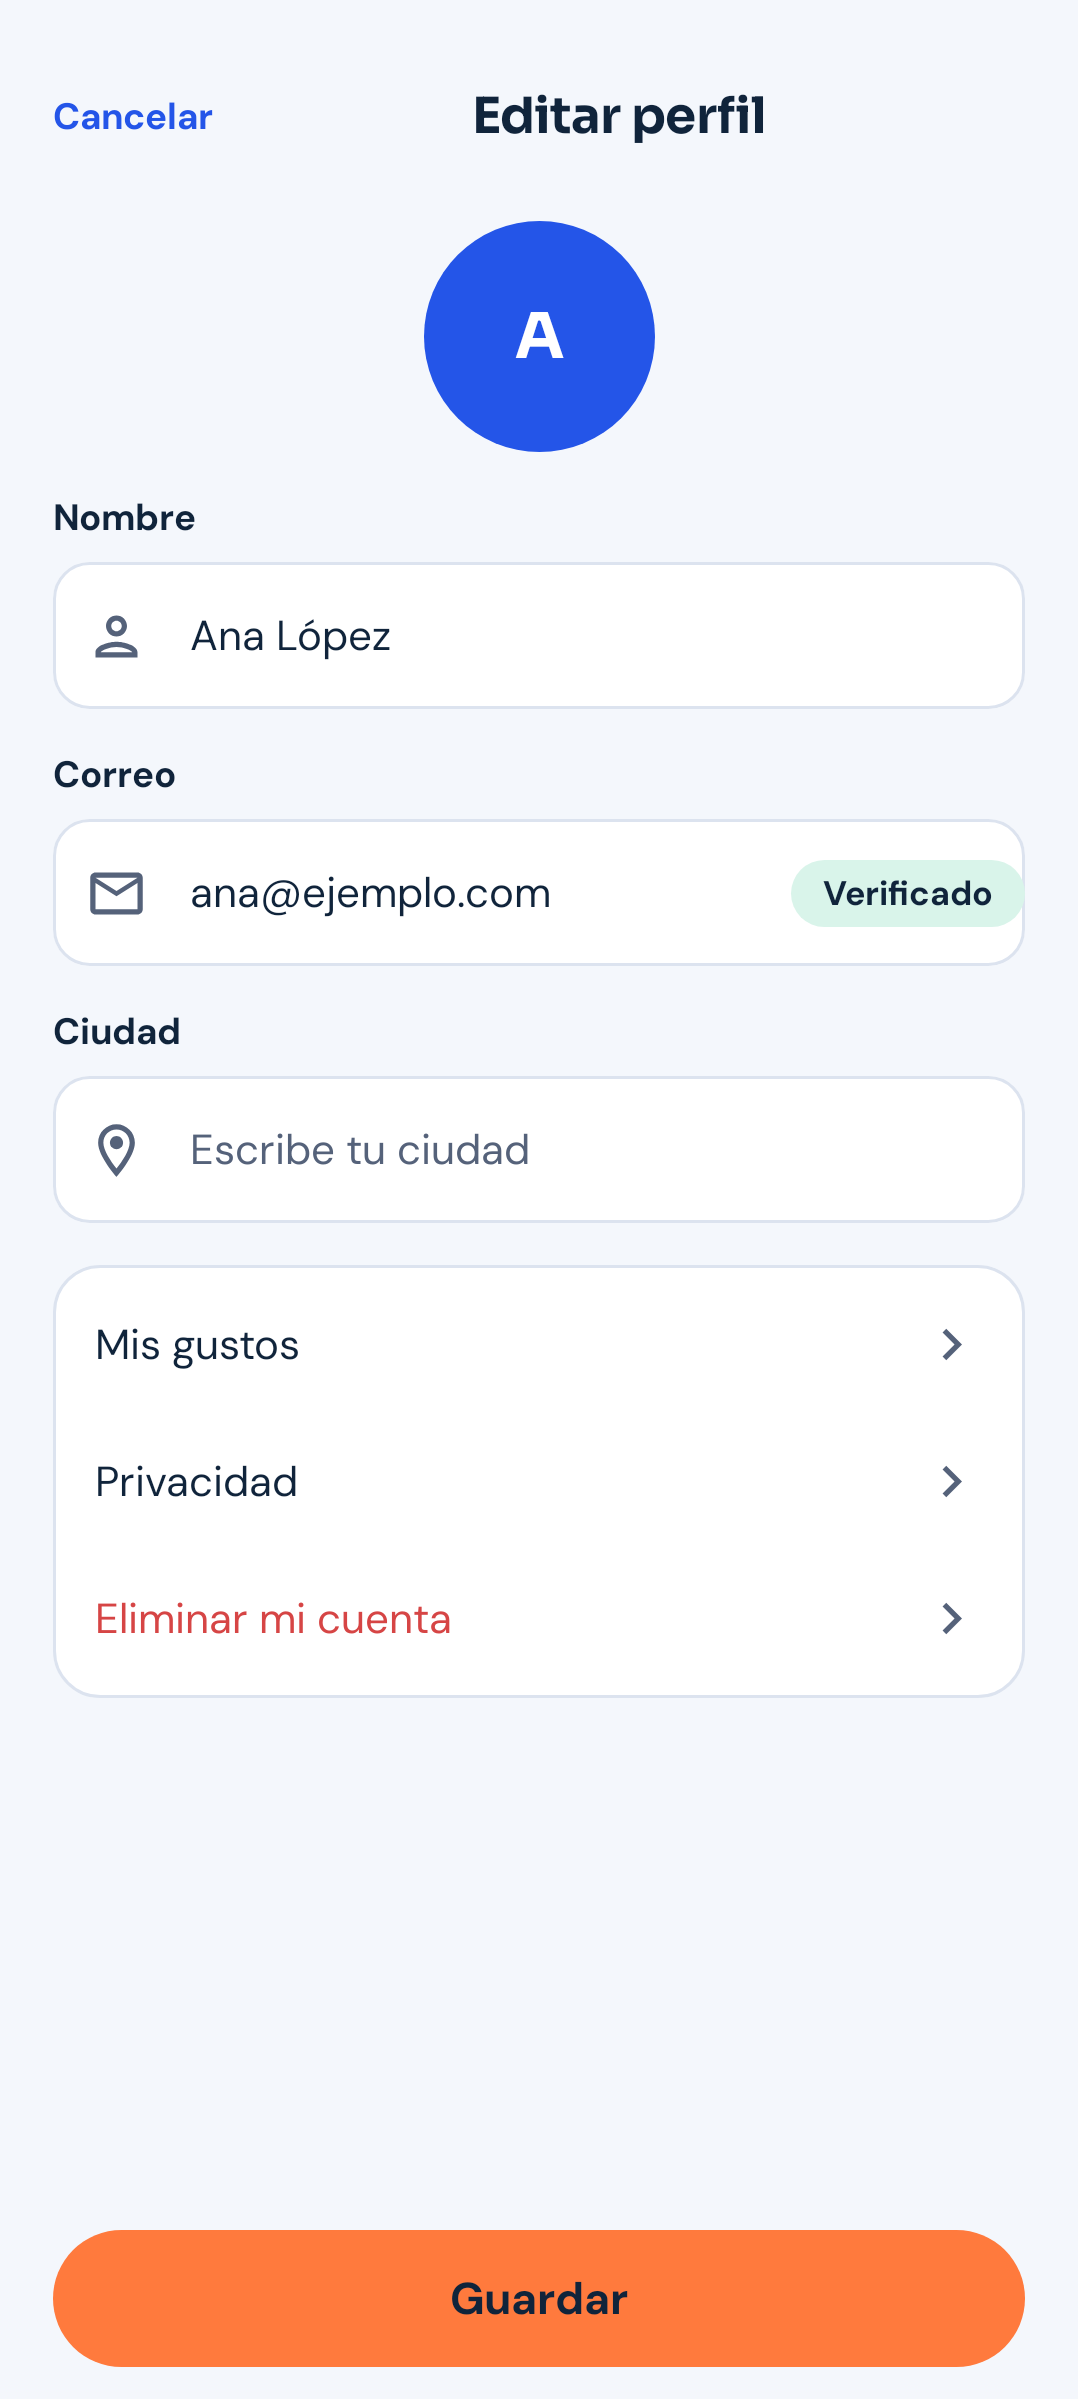 Cancelar
Editar perfil
A
Nombre
Ana López
Correo
ana@ejemplo.com
Verificado
Ciudad
Escribe tu ciudad
Mis gustos
Privacidad
Eliminar mi cuenta
Guardar